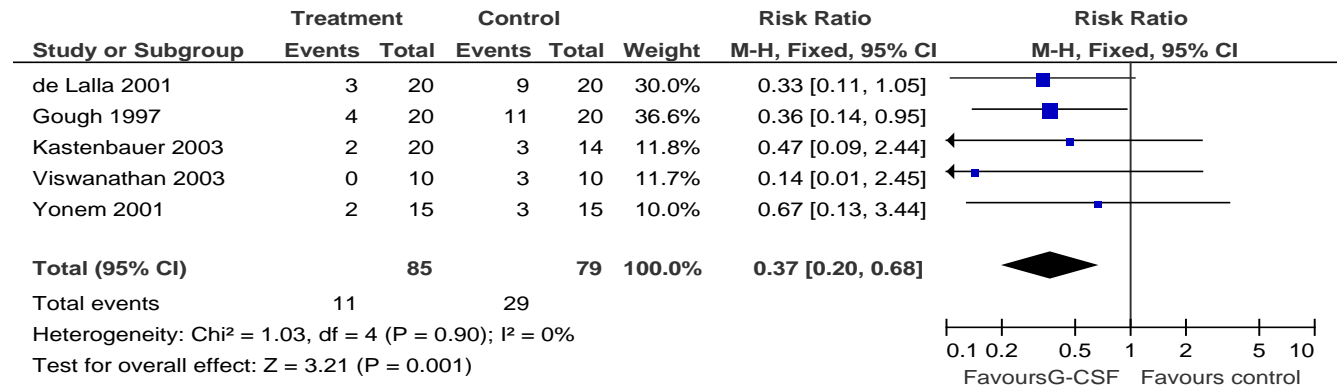 Treatment Control Risk Ratio Risk Ratio
Study or Subgroup Events Total Events Total Weight M-H, Fixed, 95% CI M-H, Fixed, 95% CI
de Lalla 2001 3 20 9 20 30.0% 0.33 [0.11, 1.05]
Gough 1997 4 20 11 20 36.6% 0.36 [0.14, 0.95]
Kastenbauer 2003 2 20 3 14 11.8% 0.47 [0.09, 2.44]
Viswanathan 2003 0 10 3 10 11.7% 0.14 [0.01, 2.45]
Yonem 2001 2 15 3 15 10.0% 0.67 [0.13, 3.44]
Total (95% CI) 85 79 100.0% 0.37 [0.20, 0.68]
Total events 11 29
Heterogeneity: Chi² = 1.03, df = 4 (P = 0.90); I² = 0%
Test for overall effect: Z = 3.21 (P = 0.001)
0.1 0.2 0.5 1 2 5 10
FavoursG-CSF Favours control